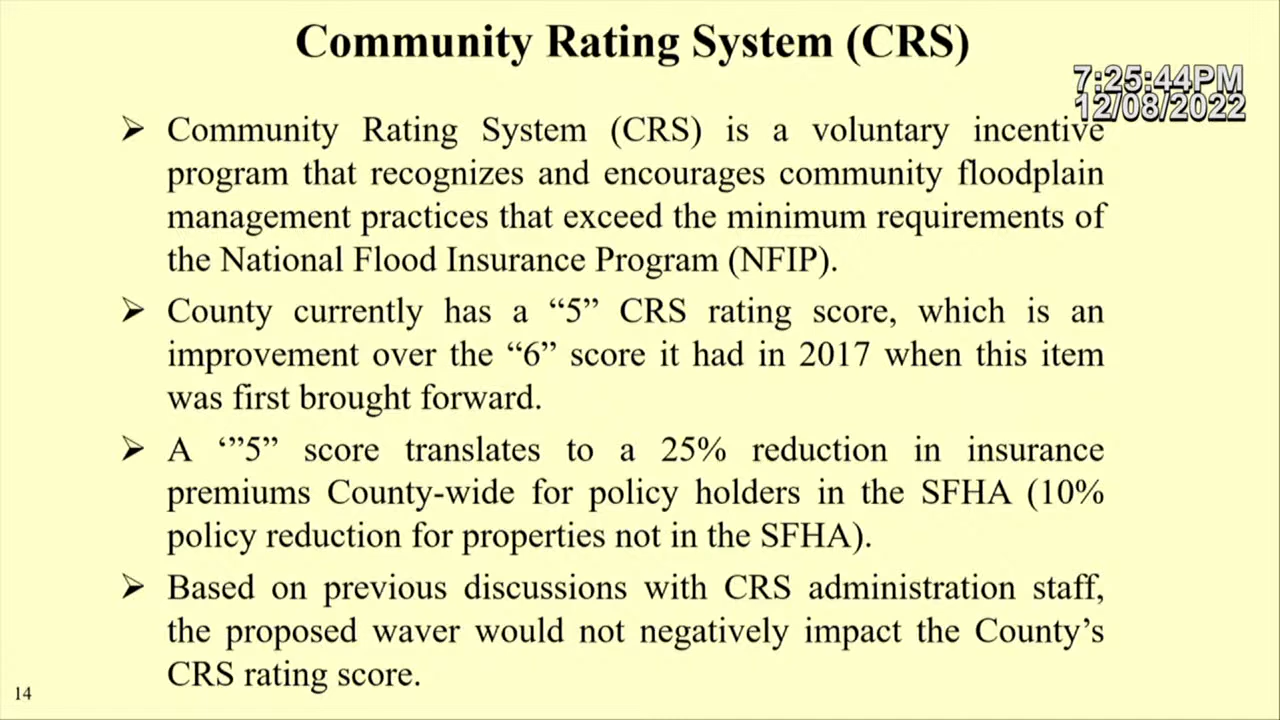 Community Rating System (CRS)
7:25:44PM
12/08/2022
➢ Community Rating System (CRS) is a voluntary incentive
program that recognizes and encourages community floodplain
management practices that exceed the minimum requirements of
the National Flood Insurance Program (NFIP).
➢ County currently has a “5” CRS rating score, which is an
improvement over the “6” score it had in 2017 when this item
was first brought forward.
➢ A ‘”5” score translates to a 25% reduction in insurance
premiums County-wide for policy holders in the SFHA (10%
policy reduction for properties not in the SFHA).
➢ Based on previous discussions with CRS administration staff,
the proposed waver would not negatively impact the County’s
CRS rating score.
14